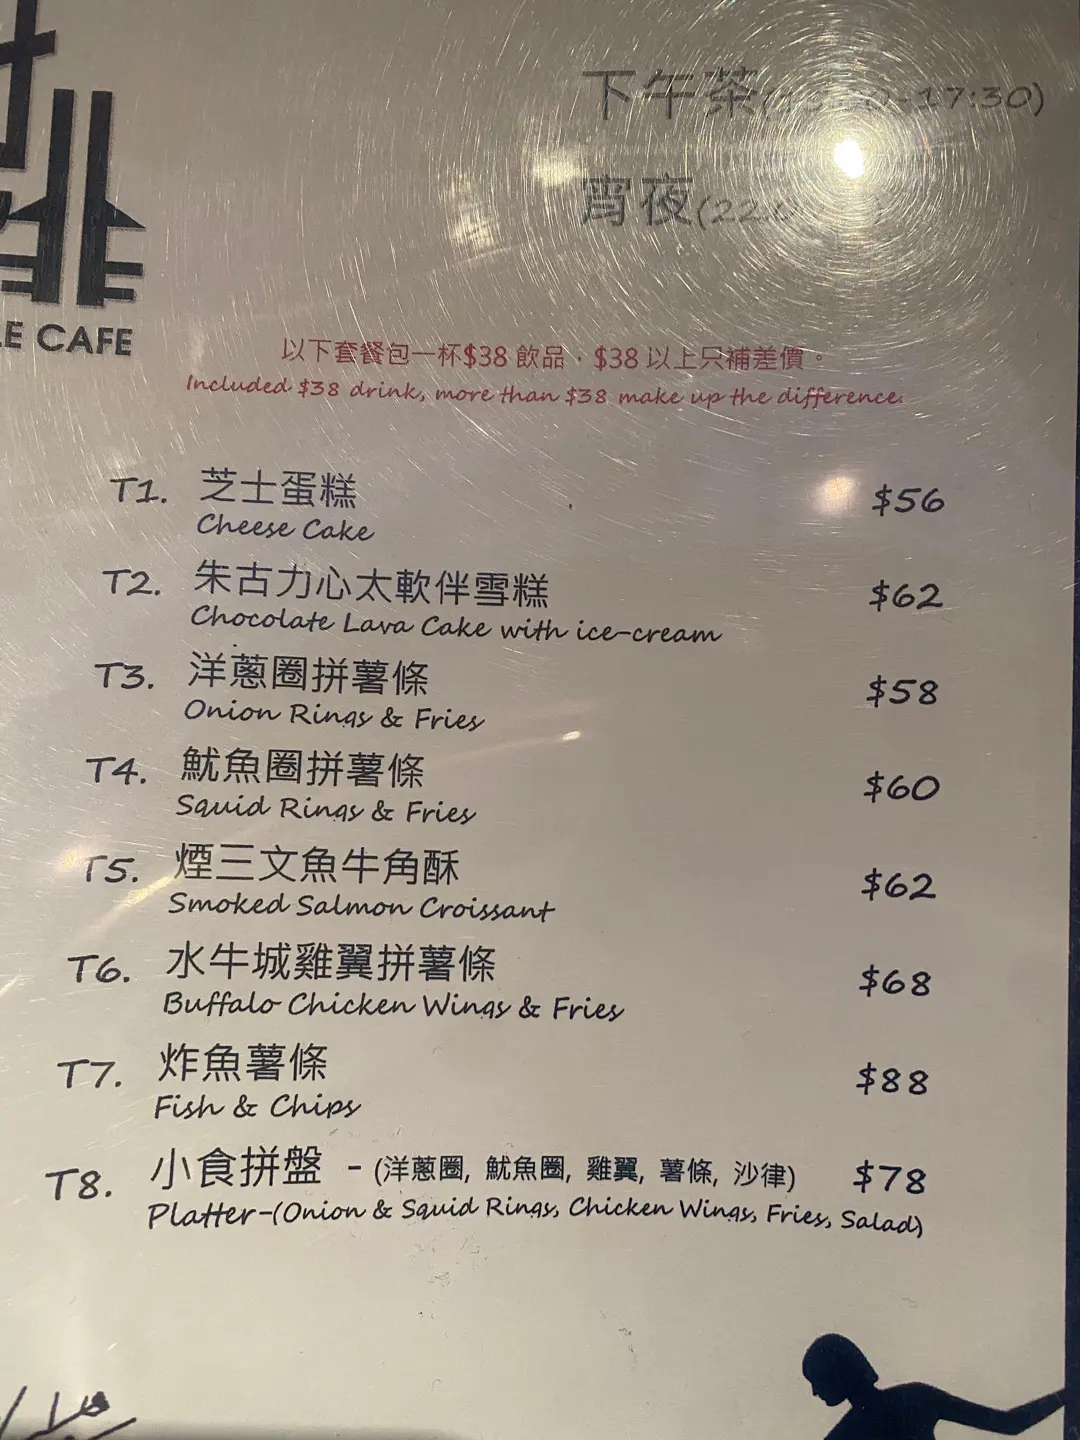 下午茶 17:30)
宵夜
CAFE
以下套餐包一杯$38飲品，$38以上只補差價。
Included $38 drink, more than $38 make up the difference.
T1. 芝士蛋糕 $56
Cheese Cake
T2. 朱古力心太軟伴雪糕 $62
Chocolate Lava Cake with ice-cream
T3. 洋蔥圈拼薯條 $58
Onion Rings & Fries
T4. 魷魚圈拼薯條 $60
Squid Rings & Fries
T5. 煙三文魚牛角酥 $62
Smoked Salmon Croissant
T6. 水牛城雞翼拼薯條 $68
Buffalo Chicken Wings & Fries
T7. 炸魚薯條 $88
Fish & Chips
T8. 小食拼盤 - (洋蔥圈, 魷魚圈, 雞翼, 薯條, 沙律) $78
Platter-(Onion & Squid Rings, Chicken Wings, Fries, Salad)